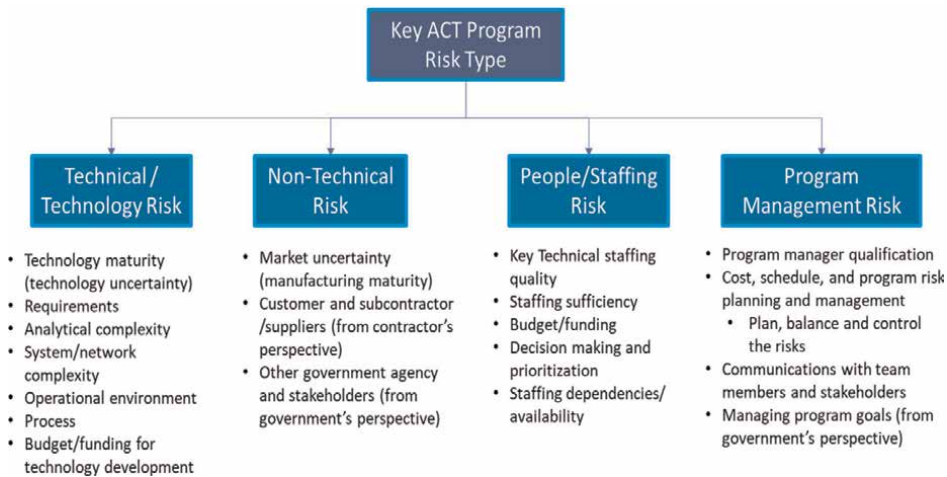 Key ACT Program
Risk Type
Technical /
Technology Risk
• Technology maturity
(technology uncertainty)
• Requirements
• Analytical complexity
• System/network
complexity
• Operational environment
• Process
• Budget/funding for
technology development
Non-Technical
Risk
• Market uncertainty
(manufacturing maturity)
• Customer and subcontractor
/suppliers (from contractor's
perspective)
• Other government agency
and stakeholders (from
government's perspective)
People/Staffing
Risk
• Key Technical staffing
quality
• Staffing sufficiency
• Budget/funding
• Decision making and
prioritization
• Staffing dependencies/
availability
Program
Management Risk
• Program manager qualification
• Cost, schedule, and program risk
planning and management
• Plan, balance and control
the risks
• Communications with team
members and stakeholders
• Managing program goals (from
government's perspective)